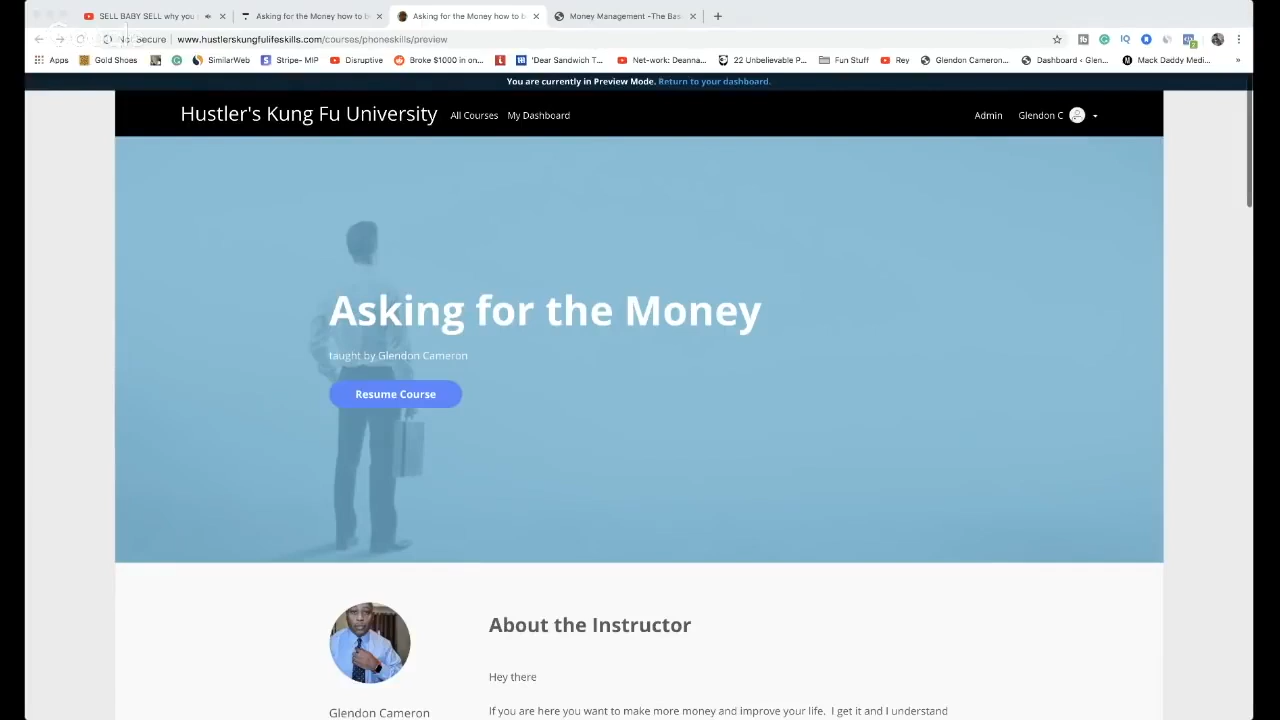 SELL BABY SELL why you
Asking for the Money how to b
Asking for the Money how to b
Money Management -The Bas
Secure
www.hustlerskungfulifeskills.com/courses/phoneskills/preview
Apps
Gold Shoes
SimilarWeb
Stripe- MIP
Disruptive
Broke $1000 in on...
'Dear Sandwich T...
Net-work: Deanna...
22 Unbelievable P...
Fun Stuff
Rey
Glendon Cameron...
Dashboard ‹ Glen...
Mack Daddy Medi...
»
You are currently in Preview Mode. Return to your dashboard.
Hustler's Kung Fu University
All Courses
My Dashboard
Admin
Glendon C
Asking for the Money
taught by Glendon Cameron
Resume Course
About the Instructor
Hey there
Glendon Cameron
If you are here you want to make more money and improve your life. I get it and I understand